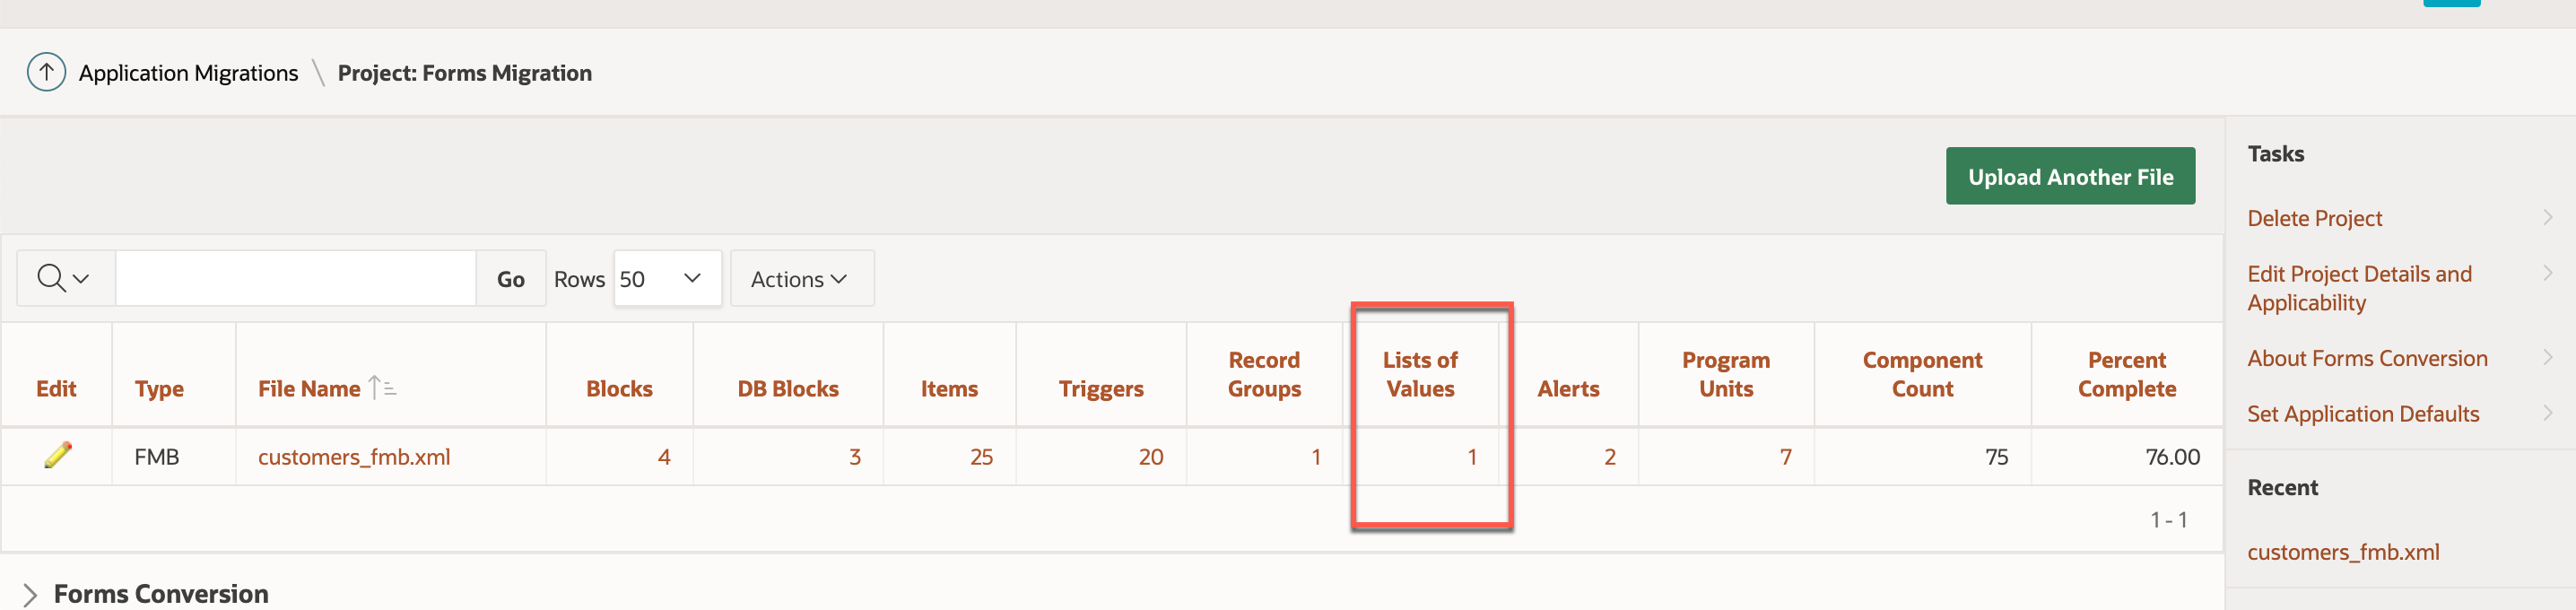 Application Migrations \ Project: Forms Migration
Upload Another File
Go Rows 50 Actions
Edit Type File Name Blocks DB Blocks Items Triggers Record Groups Lists of Values Alerts Program Units Component Count Percent Complete
FMB customers_fmb.xml 4 3 25 20 1 1 2 7 75 76.00
1 - 1
Forms Conversion
Tasks
Delete Project
Edit Project Details and
Applicability
About Forms Conversion
Set Application Defaults
Recent
customers_fmb.xml